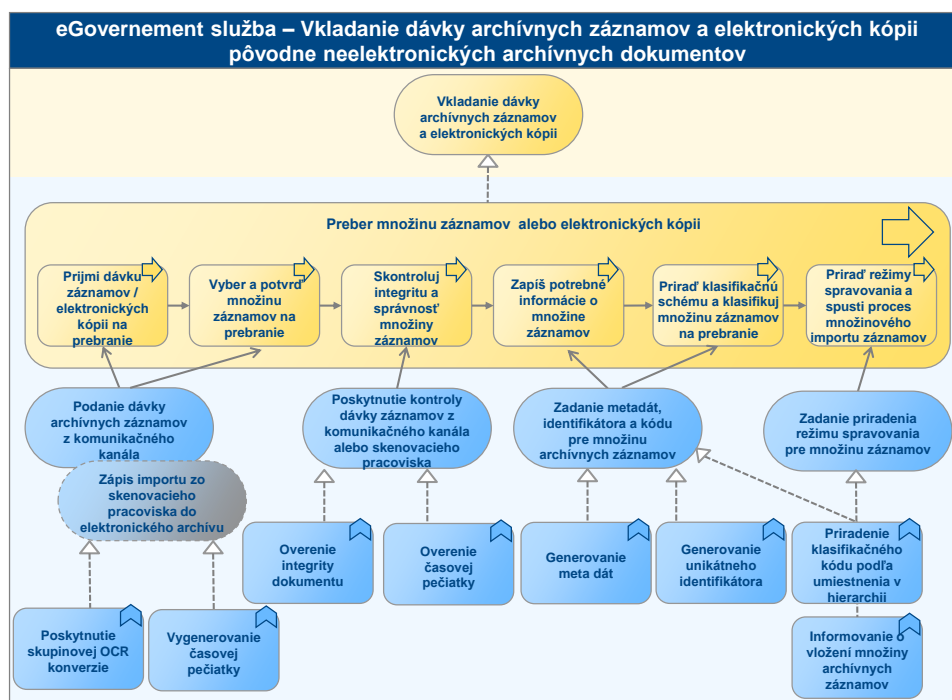 eGovernement služba – Vkladanie dávky archívnych záznamov a elektronických kópii
pôvodne neelektronických archívnych dokumentov
Vkladanie dávky
archívnych záznamov
a elektronických kópii
Preber množinu záznamov alebo elektronických kópii
Prijmi dávku
záznamov /
elektronických
kópii na
prebranie
Vyber a potvrď
množinu
záznamov na
prebranie
Skontroluj
integritu a
správnosť
množiny
záznamov
Zapíš potrebné
informácie o
množine
záznamov
Priraď klasifikačnú
schému a klasifikuj
množinu záznamov
na prebranie
Priraď režimy
spravovania a
spusti proces
množinového
importu záznamov
Podanie dávky
archívnych záznamov
z komunikačného
kanála
Poskytnutie kontroly
dávky záznamov z
komunikačného kanála
alebo skenovacieho
pracoviska
Zadanie metadát,
identifikátora a kódu
pre množinu
archívnych záznamov
Zadanie priradenia
režimu spravovania
pre množinu záznamov
Zápis importu zo
skenovacieho
pracoviska do
elektronického archívu
Overenie
integrity
dokumentu
Overenie
časovej
pečiatky
Generovanie
meta dát
Generovanie
unikátneho
identifikátora
Priradenie
klasifikačného
kódu podľa
umiestnenia v
hierarchii
Poskytnutie
skupinovej OCR
konverzie
Vygenerovanie
časovej
pečiatky
Informovanie o
vložení množiny
archívnych
záznamov